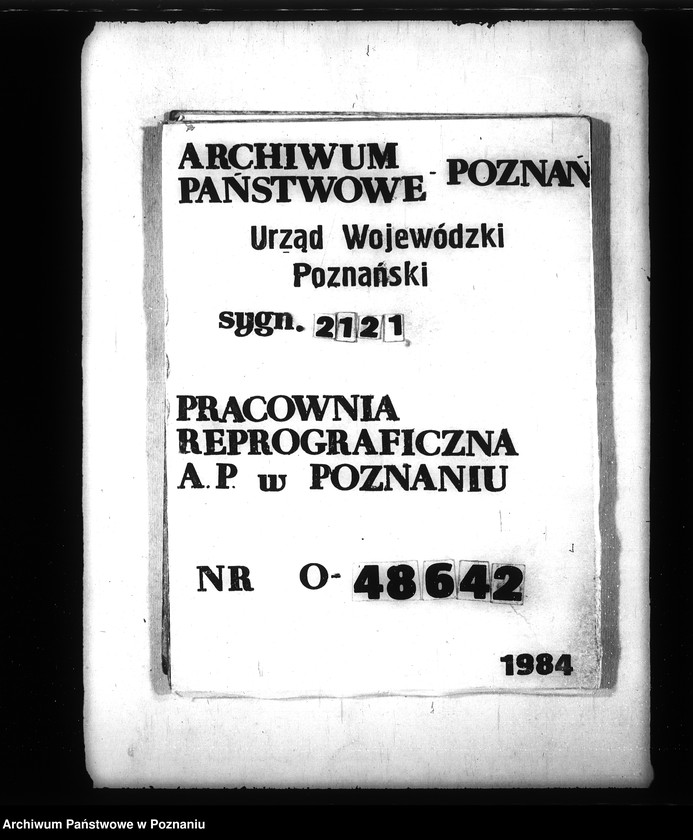 ARCHIWUM
PAŃSTWOWE - POZNAŃ
Urząd Wojewódzki
Poznański
sygn. 2121
PRACOWNIA
REPROGRAFICZNA
A.P. w POZNANIU
NR O-48642
1984
Archiwum Państwowe w Poznaniu